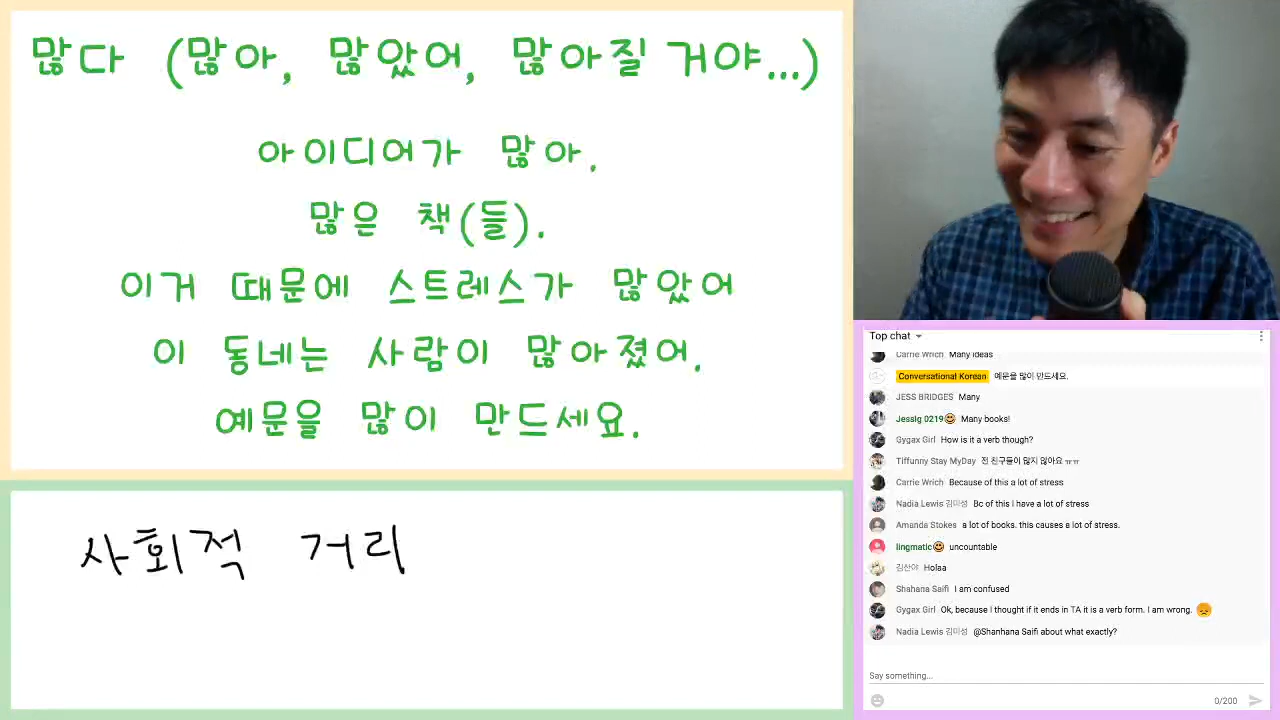 많다 (많아, 많았어, 많아질 거야...)
아이디어가 많아.
많은 책(들).
이거 때문에 스트레스가 많았어
이 동네는 사람이 많아졌어.
예문을 많이 만드세요.
사회적 거리
Top chat
Carrie Wrich Many ideas
Conversational Korean 예문을 많이 만드세요.
JESS BRIDGES Many
Jessig 0219 Many books!
Gygax Girl How is it a verb though?
Tiffunny Stay MyDay 전 친구들이 많지 않아요 ㅠㅠ
Carrie Wrich Because of this a lot of stress
Nadia Lewis 김미성 Bc of this I have a lot of stress
Amanda Stokes a lot of books. this causes a lot of stress.
lingmatic uncountable
김산야 Holaa
Shahana Saifi I am confused
Gygax Girl Ok, because I thought if it ends in TA it is a verb form. I am wrong.
Nadia Lewis 김미성 @Shanhana Saifi about what exactly?
Say something...
0/200